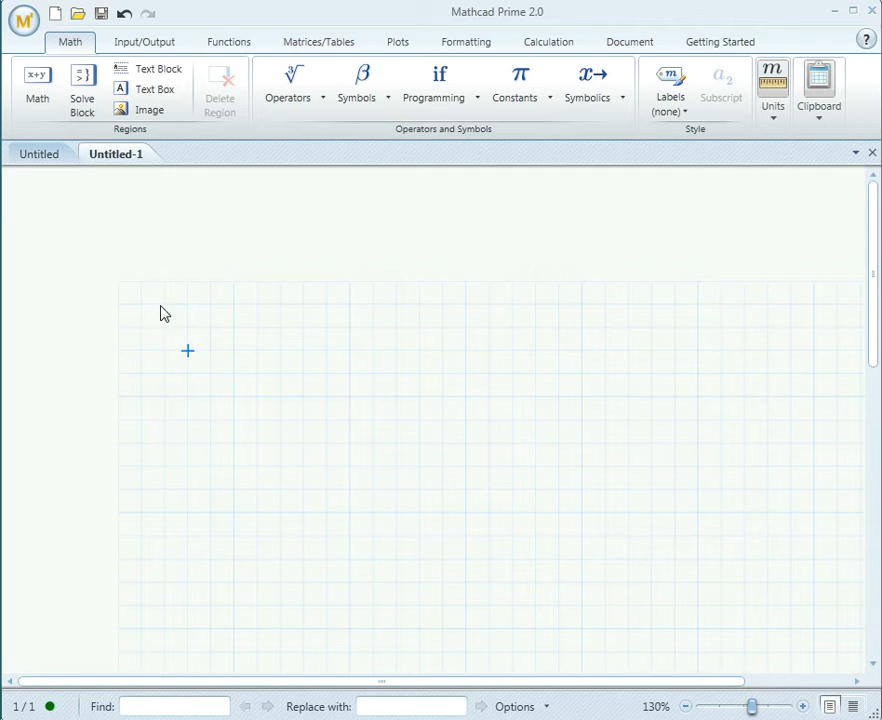 Mathcad Prime 2.0
Math Input/Output Functions Matrices/Tables Plots Formatting Calculation Document Getting Started
x+y Text Block if
Math Solve Block Text Box Delete Region Operators Symbols Programming Constants Symbolics Labels (none) Subscript Units Clipboard
Image
Regions Operators and Symbols Style
Untitled Untitled-1
1 / 1 Find: Replace with: Options 130%